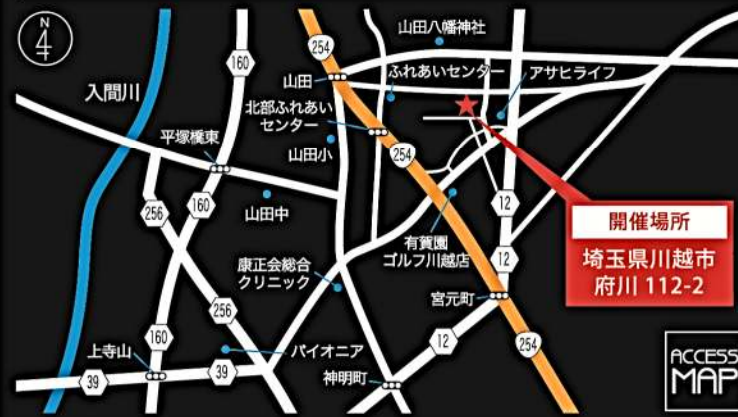 N
254
山田八幡神社
160
山田
ふれあいセンター
アサヒライフ
入間川
北部ふれあい
センター
平塚橋東
山田小
254
256
160
山田中
12
有賀園
ゴルフ川越店
開催場所
埼玉県川越市
府川 112-2
康正会総合
クリニック
12
宮元町
256
160
12
254
上寺山
パイオニア
39
39
神明町
ACCESS
MAP